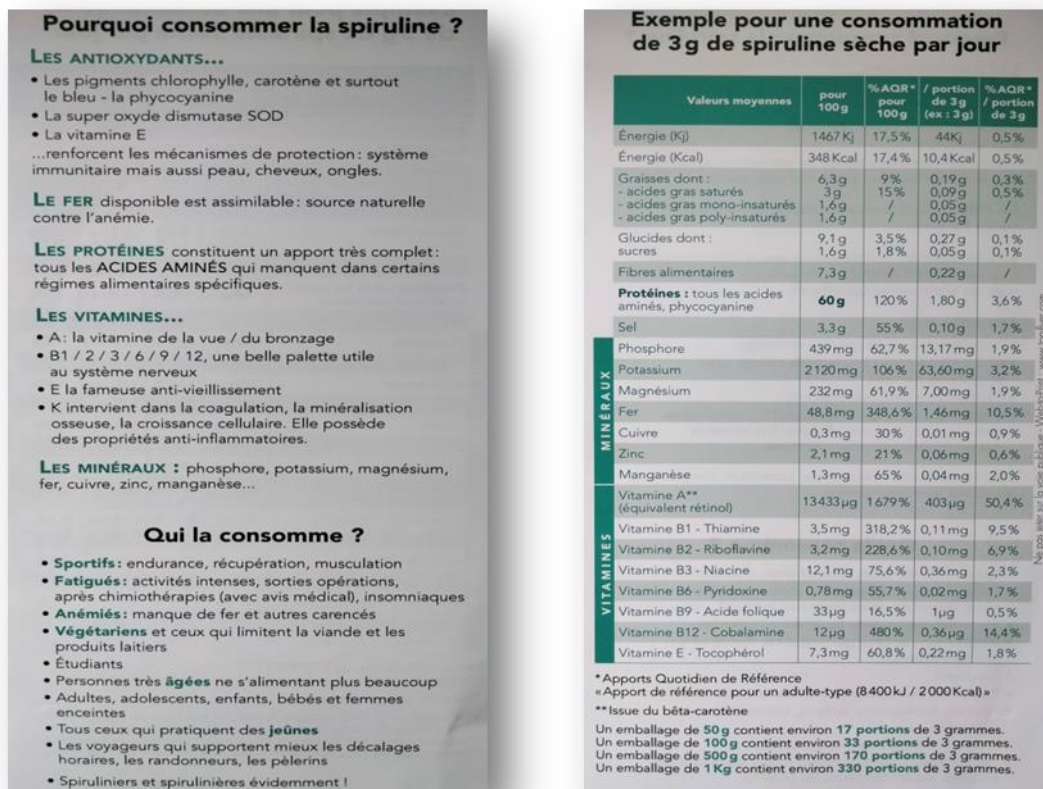 Pourquoi consommer la spiruline ?
LES ANTIOXYDANTS...
• Les pigments chlorophylle, carotène et surtout
le bleu - la phycocyanine
• La super oxyde dismutase SOD
• La vitamine E
...renforcent les mécanismes de protection : système
immunitaire mais aussi peau, cheveux, ongles.
LE FER disponible est assimilable : source naturelle
contre l'anémie.
LES PROTÉINES constituent un apport très complet :
tous les ACIDES AMINÉS qui manquent dans certains
régimes alimentaires spécifiques.
LES VITAMINES...
• A : la vitamine de la vue / du bronzage
• B1 / 2 / 3 / 6 / 9 / 12, une belle palette utile
au système nerveux
• E la fameuse anti-vieillissement
• K intervient dans la coagulation, la minéralisation
osseuse, la croissance cellulaire. Elle possède
des propriétés anti-inflammatoires.
LES MINÉRAUX : phosphore, potassium, magnésium,
fer, cuivre, zinc, manganèse...
Qui la consomme ?
• Sportifs : endurance, récupération, musculation
• Fatigués : activités intenses, sorties opérations,
après chimiothérapies (avec avis médical), insomniaques
• Anémiés : manque de fer et autres carencés
• Végétariens et ceux qui limitent la viande et les
produits laitiers
• Étudiants
• Personnes très âgées ne s'alimentant plus beaucoup
• Adultes, adolescents, enfants, bébés et femmes
enceintes
• Tous ceux qui pratiquent des jeûnes
• Les voyageurs qui supportent mieux les décalages
horaires, les randonneurs, les pèlerins
• Spiruliniers et spirulinières évidemment !
Exemple pour une consommation
de 3 g de spiruline sèche par jour
Valeurs moyennes | pour 100 g | %AQR* pour 100 g | / portion de 3 g (ex : 3 g) | %AQR* / portion de 3 g
Énergie (Kj) 1467 Kj 17,5% 44Kj 0,5%
Énergie (Kcal) 348 Kcal 17,4% 10,4 Kcal 0,5%
Graisses dont : 6,3 g 9% 0,19 g 0,3%
- acides gras saturés 3 g 15% 0,09 g 0,5%
- acides gras mono-insaturés 1,6 g / 0,05 g /
- acides gras poly-insaturés 1,6 g / 0,05 g /
Glucides dont : 9,1 g 3,5% 0,27 g 0,1%
sucres 1,6 g 1,8% 0,05 g 0,1%
Fibres alimentaires 7,3 g / 0,22 g /
Protéines : tous les acides
aminés, phycocyanine 60 g 120% 1,80 g 3,6%
Sel 3,3 g 55% 0,10 g 1,7%
MINÉRAUX
Phosphore 439 mg 62,7% 13,17 mg 1,9%
Potassium 2120 mg 106% 63,60 mg 3,2%
Magnésium 232 mg 61,9% 7,00 mg 1,9%
Fer 48,8 mg 348,6% 1,46 mg 10,5%
Cuivre 0,3 mg 30% 0,01 mg 0,9%
Zinc 2,1 mg 21% 0,06 mg 0,6%
Manganèse 1,3 mg 65% 0,04 mg 2,0%
VITAMINES
Vitamine A**
(équivalent rétinol) 13433 µg 1679% 403 µg 50,4%
Vitamine B1 - Thiamine 3,5 mg 318,2% 0,11 mg 9,5%
Vitamine B2 - Riboflavine 3,2 mg 228,6% 0,10 mg 6,9%
Vitamine B3 - Niacine 12,1 mg 75,6% 0,36 mg 2,3%
Vitamine B6 - Pyridoxine 0,78 mg 55,7% 0,02 mg 1,7%
Vitamine B9 - Acide folique 33 µg 16,5% 1 µg 0,5%
Vitamine B12 - Cobalamine 12 µg 480% 0,36 µg 14,4%
Vitamine E - Tocophérol 7,3 mg 60,8% 0,22 mg 1,8%
* Apports Quotidien de Référence
« Apport de référence pour un adulte-type (8 400 kJ / 2 000 Kcal) »
** Issue du bêta-carotène
Un emballage de 50 g contient environ 17 portions de 3 grammes.
Un emballage de 100 g contient environ 33 portions de 3 grammes.
Un emballage de 500 g contient environ 170 portions de 3 grammes.
Un emballage de 1 Kg contient environ 330 portions de 3 grammes.
Ne pas jeter sur la voie publique